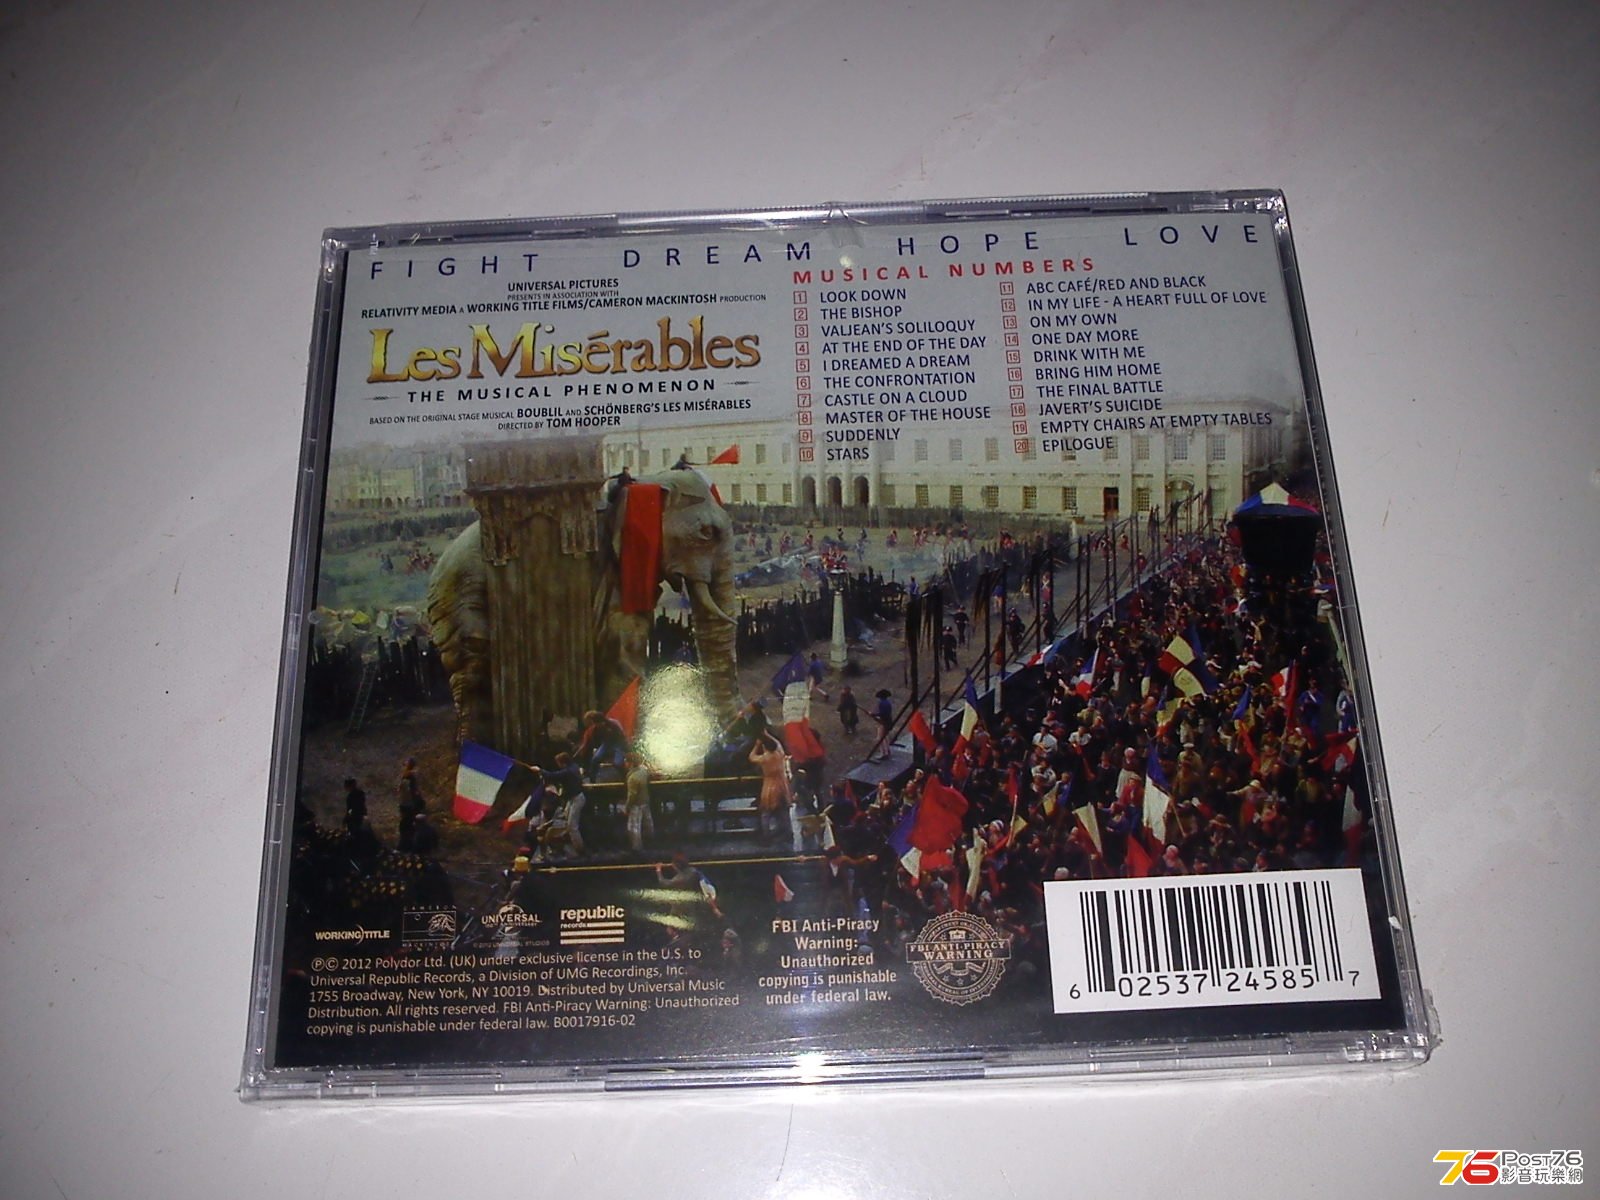 FIGHT DREAM HOPE LOVE
UNIVERSAL PICTURES
PRESENTS IN ASSOCIATION WITH
RELATIVITY MEDIA A WORKING TITLE FILMS/CAMERON MACKINTOSH PRODUCTION
Les Misérables
THE MUSICAL PHENOMENON
BASED ON THE ORIGINAL STAGE MUSICAL BOUBLIL AND SCHÖNBERG'S LES MISÉRABLES
DIRECTED BY TOM HOOPER
MUSICAL NUMBERS
1 LOOK DOWN
2 THE BISHOP
3 VALJEAN'S SOLILOQUY
4 AT THE END OF THE DAY
5 I DREAMED A DREAM
6 THE CONFRONTATION
7 CASTLE ON A CLOUD
8 MASTER OF THE HOUSE
9 SUDDENLY
10 STARS
11 ABC CAFÉ/RED AND BLACK
12 IN MY LIFE - A HEART FULL OF LOVE
13 ON MY OWN
14 ONE DAY MORE
15 DRINK WITH ME
16 BRING HIM HOME
17 THE FINAL BATTLE
18 JAVERT'S SUICIDE
19 EMPTY CHAIRS AT EMPTY TABLES
20 EPILOGUE
WORKING TITLE
CAMERON
MACKINTOSH
UNIVERSAL
© 2012 UNIVERSAL STUDIOS
republic
records
℗© 2012 Polydor Ltd. (UK) under exclusive license in the U.S. to
Universal Republic Records, a Division of UMG Recordings, Inc.
1755 Broadway, New York, NY 10019. Distributed by Universal Music
Distribution. All rights reserved. FBI Anti-Piracy Warning: Unauthorized
copying is punishable under federal law. B0017916-02
FBI Anti-Piracy
Warning:
Unauthorized
copying is punishable
under federal law.
FBI ANTI-PIRACY
WARNING
6 02537 24585 7
76 Post76
影音玩樂網